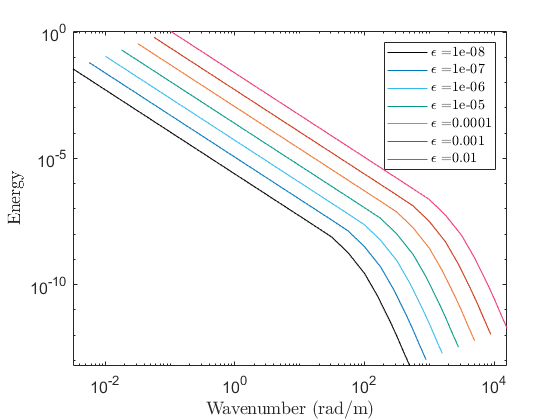 10^0
ϵ =1e-08
ϵ =1e-07
ϵ =1e-06
ϵ =1e-05
ϵ =0.0001
ϵ =0.001
ϵ =0.01
10^-5
Energy
10^-10
10^-2 10^0 10^2 10^4
Wavenumber (rad/m)